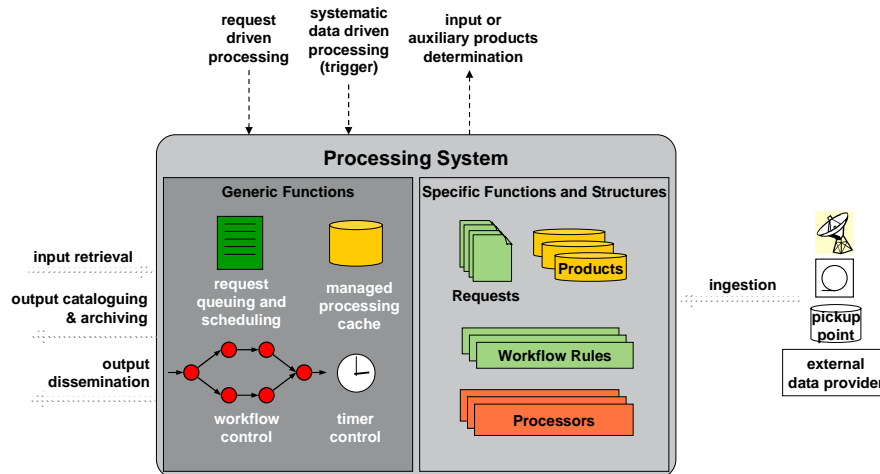 request
driven
processing
systematic
data driven
processing
(trigger)
input or
auxiliary products
determination
Processing System
Generic Functions
Specific Functions and Structures
input retrieval
output cataloguing
& archiving
output
dissemination
request
queuing and
scheduling
managed
processing
cache
workflow
control
timer
control
Requests
Products
Workflow Rules
Processors
ingestion
pickup
point
external
data provider